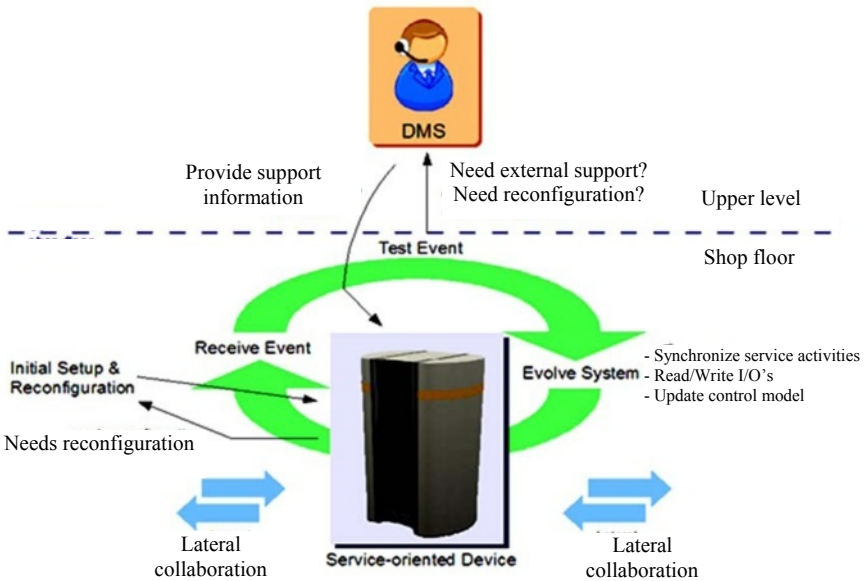 DMS
Provide support
information
Need external support?
Need reconfiguration?
Upper level
Test Event
Shop floor
Receive Event
Initial Setup &
Reconfiguration
Evolve System
- Synchronize service activities
- Read/Write I/O's
- Update control model
Needs reconfiguration
Lateral
collaboration
Service-oriented Device
Lateral
collaboration